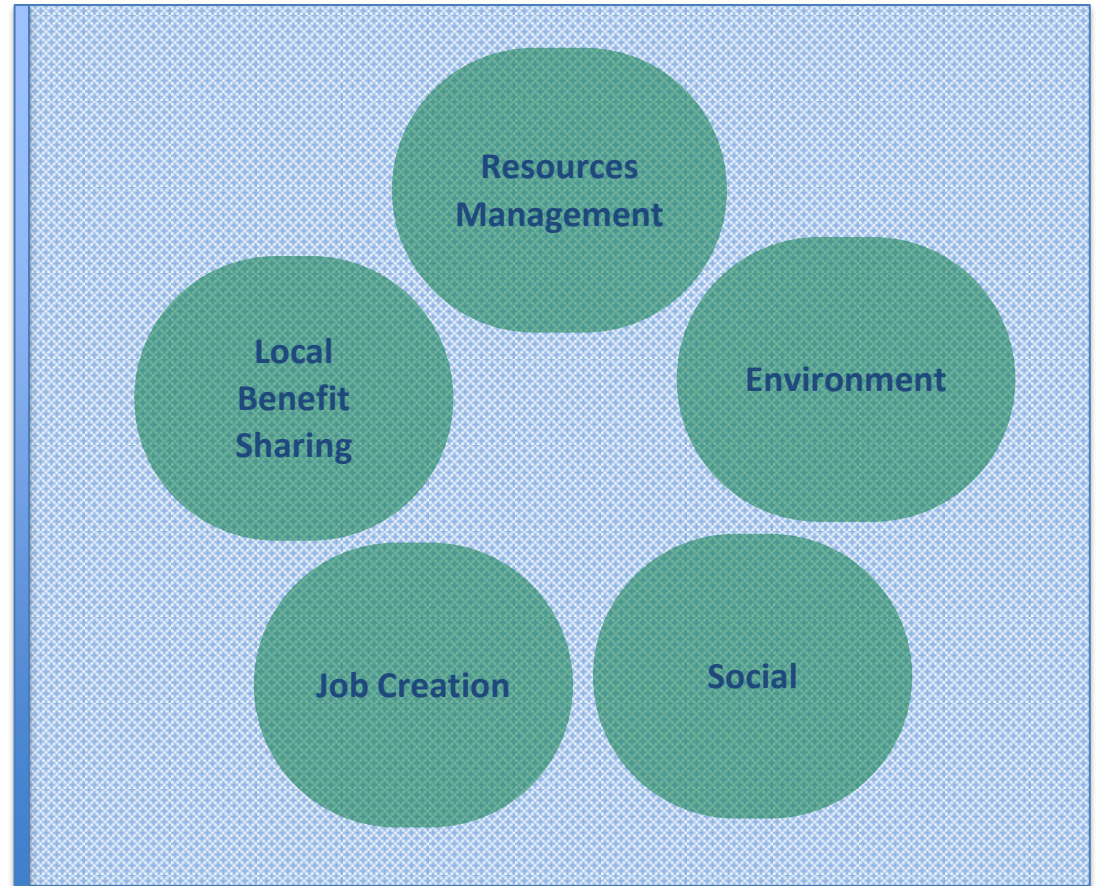 Resources
Management
Environment
Local
Benefit
Sharing
Job Creation
Social